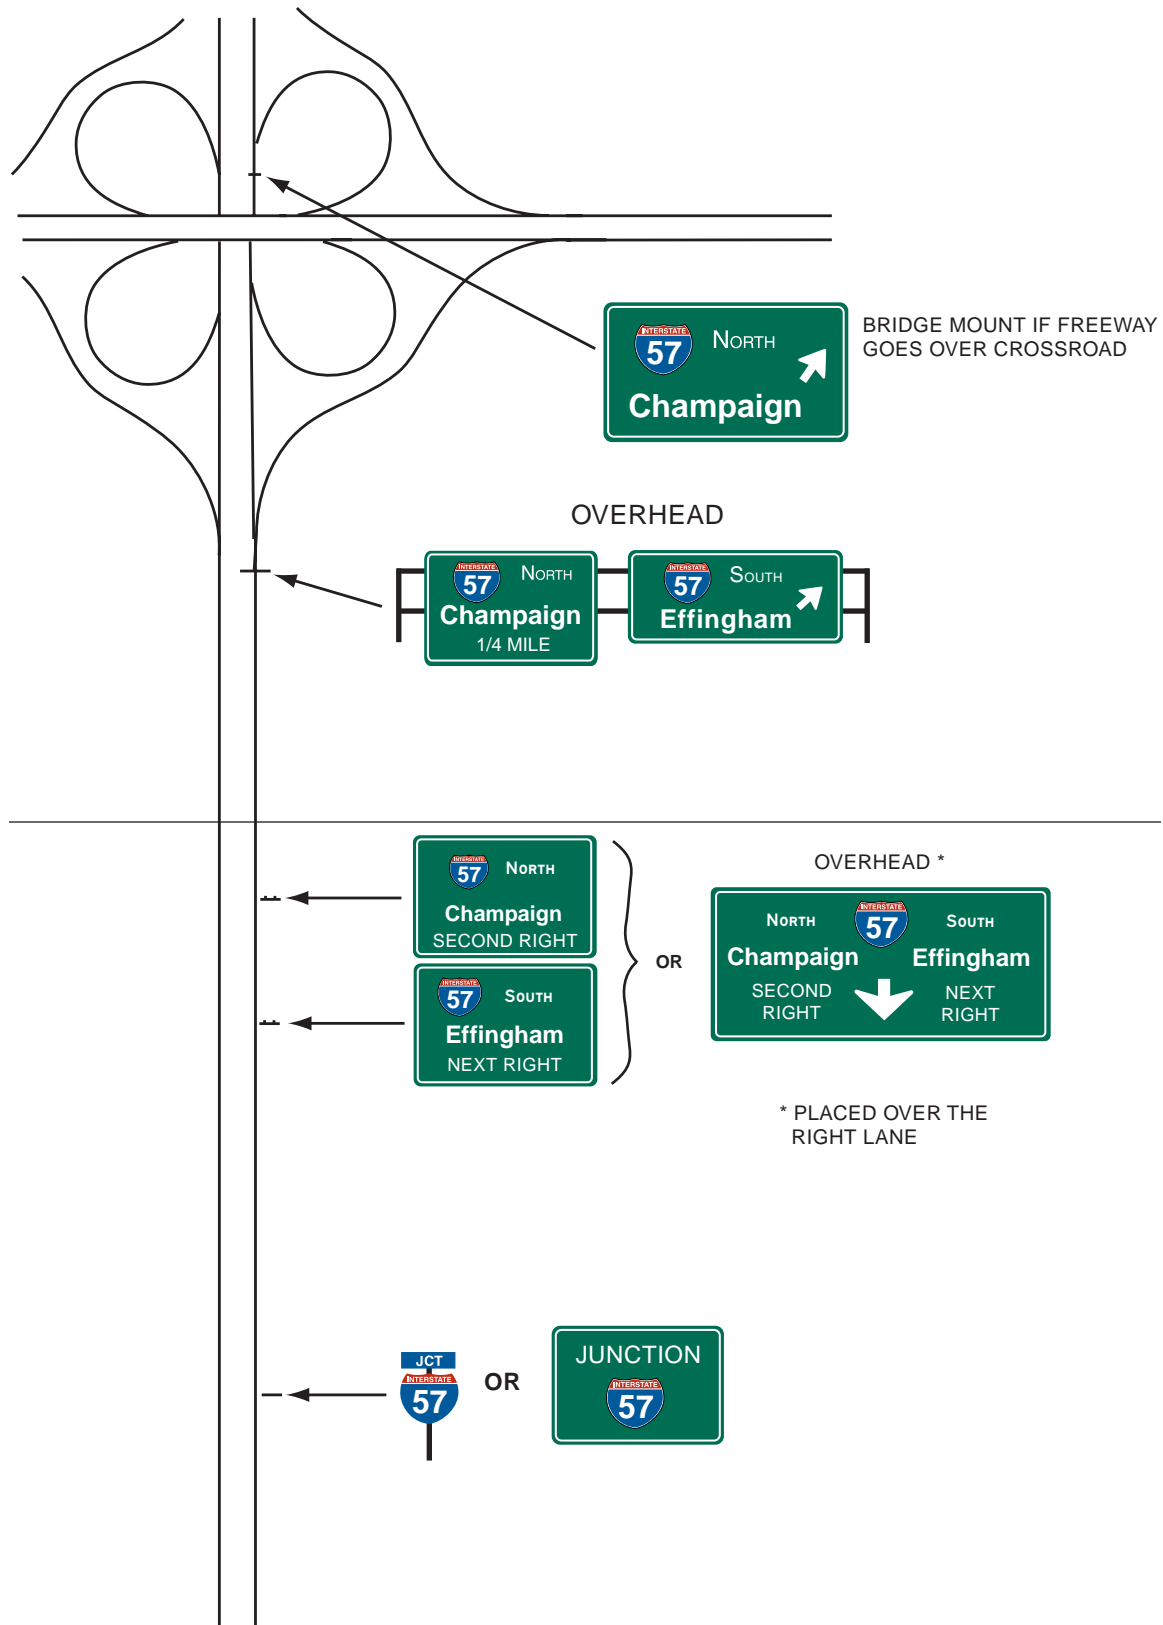 INTERSTATE
57 NORTH
Champaign
BRIDGE MOUNT IF FREEWAY
GOES OVER CROSSROAD
OVERHEAD
INTERSTATE
57 NORTH
Champaign
1/4 MILE
INTERSTATE
57 SOUTH
Effingham
INTERSTATE
57 NORTH
Champaign
SECOND RIGHT
INTERSTATE
57 SOUTH
Effingham
NEXT RIGHT
OR
OVERHEAD *
NORTH INTERSTATE 57 SOUTH
Champaign Effingham
SECOND NEXT
RIGHT RIGHT
* PLACED OVER THE
RIGHT LANE
JCT
INTERSTATE
57
OR
JUNCTION
INTERSTATE
57